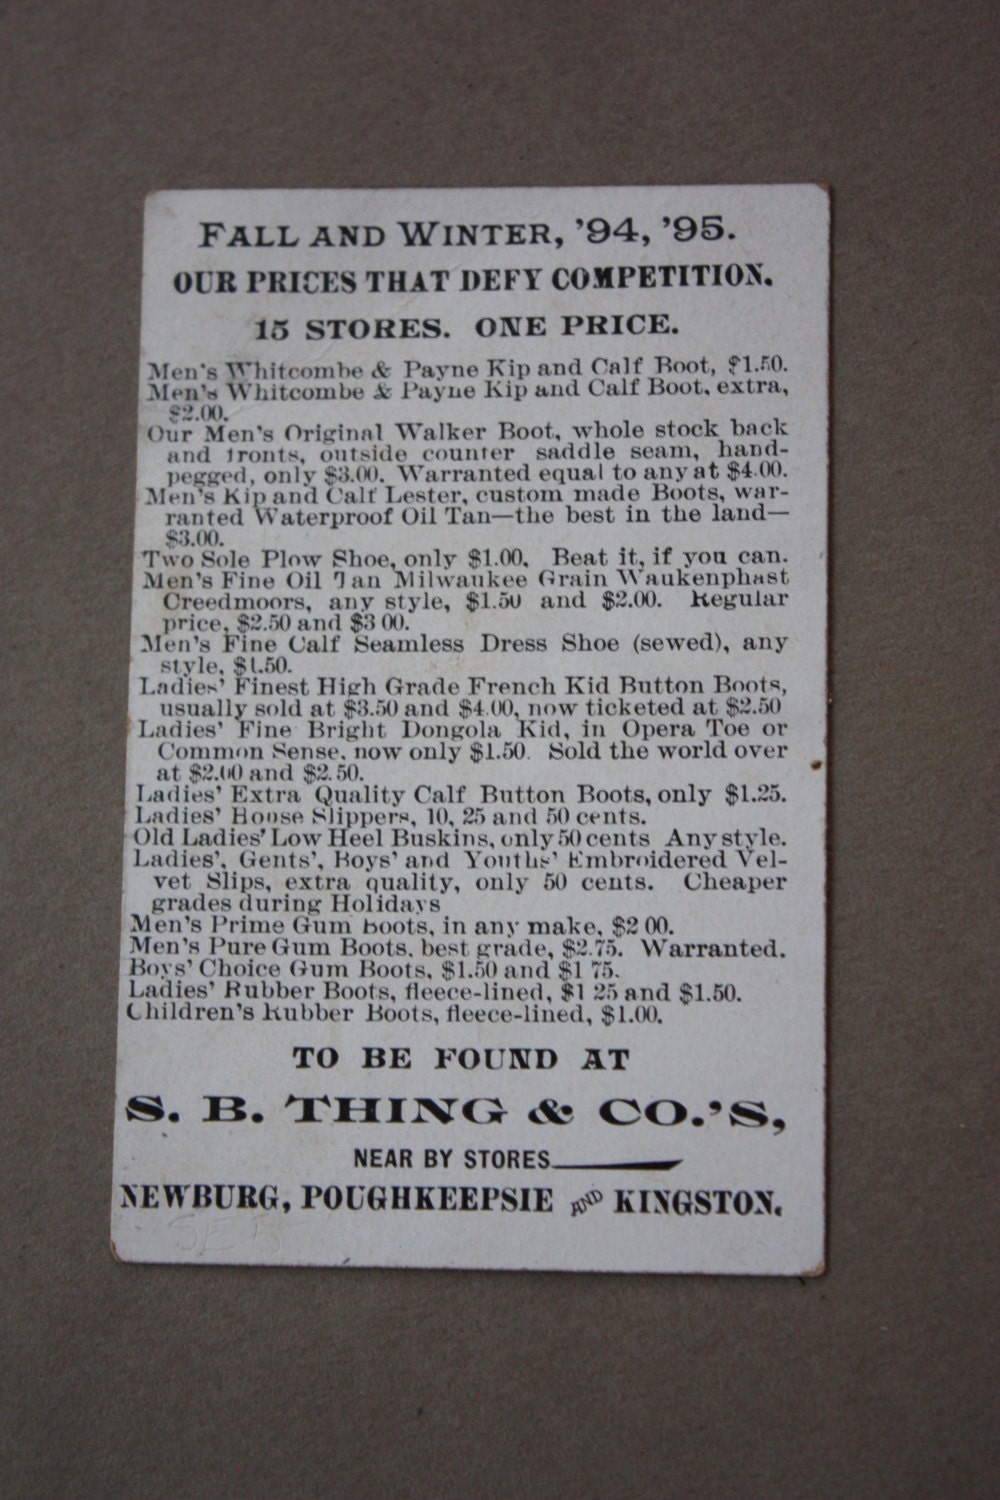 FALL AND WINTER, '94, '95.
OUR PRICES THAT DEFY COMPETITION.
15 STORES. ONE PRICE.
Men's Whitcombe & Payne Kip and Calf Boot, $1.50.
Men's Whitcombe & Payne Kip and Calf Boot, extra,
$2.00.
Our Men's Original Walker Boot, whole stock back
and fronts, outside counter saddle seam, hand-
pegged, only $3.00. Warranted equal to any at $4.00.
Men's Kip and Calf Lester, custom made Boots, war-
ranted Waterproof Oil Tan—the best in the land—
$3.00.
Two Sole Plow Shoe, only $1.00. Beat it, if you can.
Men's Fine Oil Tan Milwaukee Grain Waukenphast
Creedmoors, any style, $1.50 and $2.00. Regular
price, $2.50 and $3 00.
Men's Fine Calf Seamless Dress Shoe (sewed), any
style, $1.50.
Ladies' Finest High Grade French Kid Button Boots,
usually sold at $3.50 and $4.00, now ticketed at $2.50
Ladies' Fine Bright Dongola Kid, in Opera Toe or
Common Sense, now only $1.50. Sold the world over
at $2.00 and $2.50.
Ladies' Extra Quality Calf Button Boots, only $1.25.
Ladies' House Slippers, 10, 25 and 50 cents.
Old Ladies' Low Heel Buskins, only 50 cents Any style.
Ladies', Gents', Boys' and Youths' Embroidered Vel-
vet Slips, extra quality, only 50 cents. Cheaper
grades during Holidays
Men's Prime Gum Boots, in any make, $2 00.
Men's Pure Gum Boots, best grade, $2.75. Warranted.
Boys' Choice Gum Boots, $1.50 and $1 75.
Ladies' Rubber Boots, fleece-lined, $1 25 and $1.50.
Children's Rubber Boots, fleece-lined, $1.00.
TO BE FOUND AT
S. B. THING & CO.'S,
NEAR BY STORES
NEWBURG, POUGHKEEPSIE AND KINGSTON.